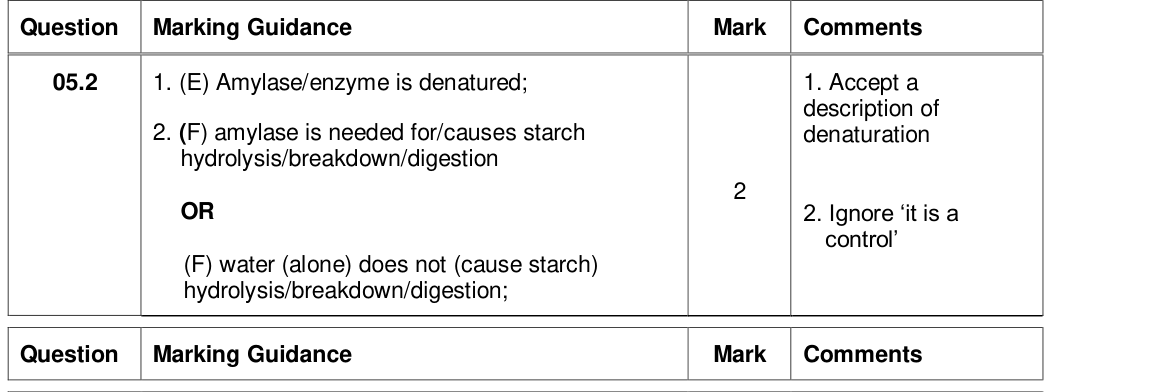 Question Marking Guidance Mark Comments
05.2
1. (E) Amylase/enzyme is denatured;
2. (F) amylase is needed for/causes starch
hydrolysis/breakdown/digestion
OR
(F) water (alone) does not (cause starch)
hydrolysis/breakdown/digestion;
2
1. Accept a
description of
denaturation
2. Ignore ‘it is a
control’
Question Marking Guidance Mark Comments